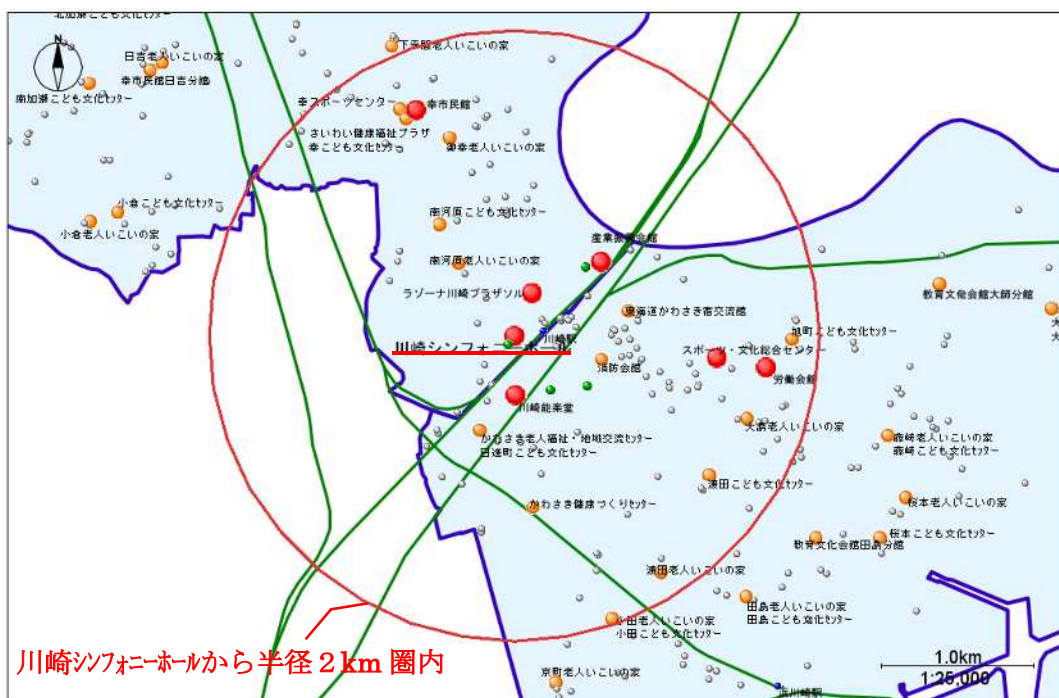 北加瀬こども文化センター
N
日吉老人いこいの家
幸市民館日吉分館
南加瀬こども文化センター
下平間老人いこいの家
幸スポーツセンター
幸市民館
さいわい健康福祉プラザ
幸こども文化センター
御幸老人いこいの家
小倉こども文化センター
小倉老人いこいの家
南河原こども文化センター
産業振興会館
南河原老人いこいの家
ラゾーナ川崎プラザソル
教育文化会館大師分館
東海道かわさき宿交流館
大
大
川崎駅
旭町こども文化センター
川崎シンフォニーホール
スポーツ・文化総合センター
消防会館
労働会館
川崎能楽堂
大島老人いこいの家
かわさき老人福祉・地域交流センター
日進町こども文化センター
藤崎老人いこいの家
藤崎こども文化センター
渡田こども文化センター
かわさき健康づくりセンター
桜本老人いこいの家
桜本こども文化センター
教育文化会館田島分館
渡田老人いこいの家
田島老人いこいの家
田島こども文化センター
小田老人いこいの家
小田こども文化センター
川崎シンフォニーホールから半径2km圏内
京町老人いこいの家
浜川崎駅
1.0km
1:25,000